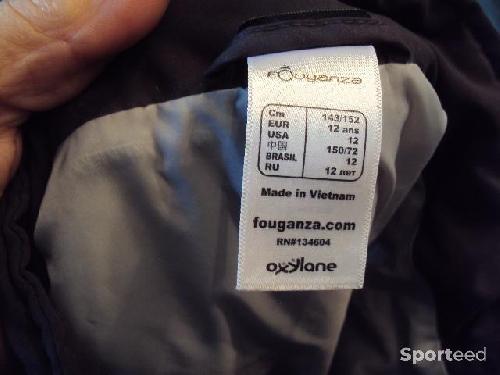 FOUGANZA
Cm 143/152
EUR 12 ans
USA 12
中国 150/72
BRASIL 12
RU 12 лет
Made in Vietnam
fouganza.com
RN#134604
oxylane
Sporteed